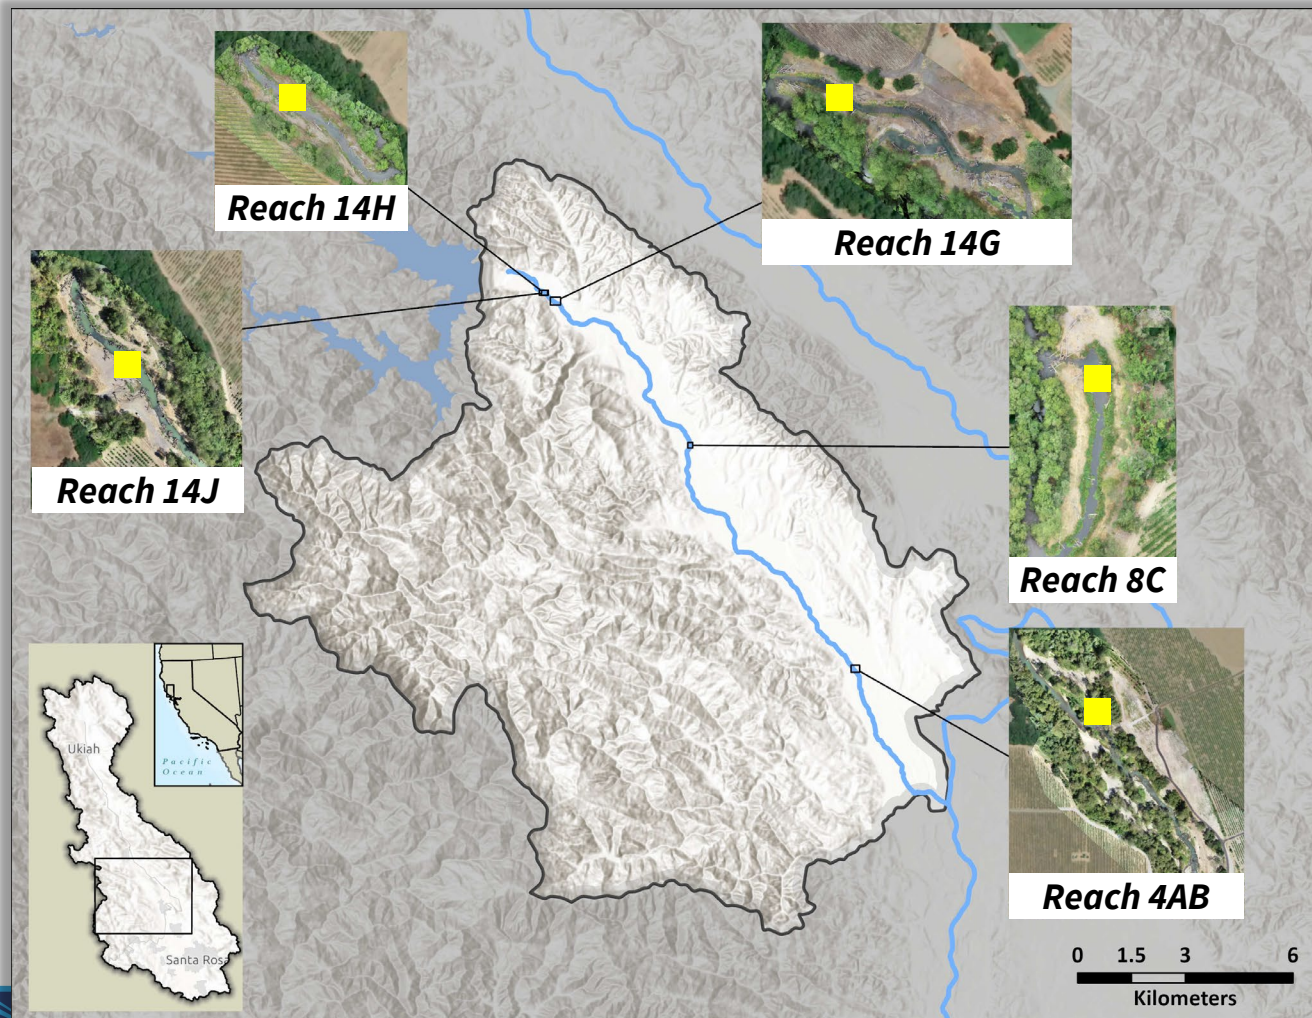 Reach 14H
Reach 14G
Reach 14J
Reach 8C
Reach 4AB
Ukiah
Pacific
Ocean
Santa Rosa
0 1.5 3 6
Kilometers